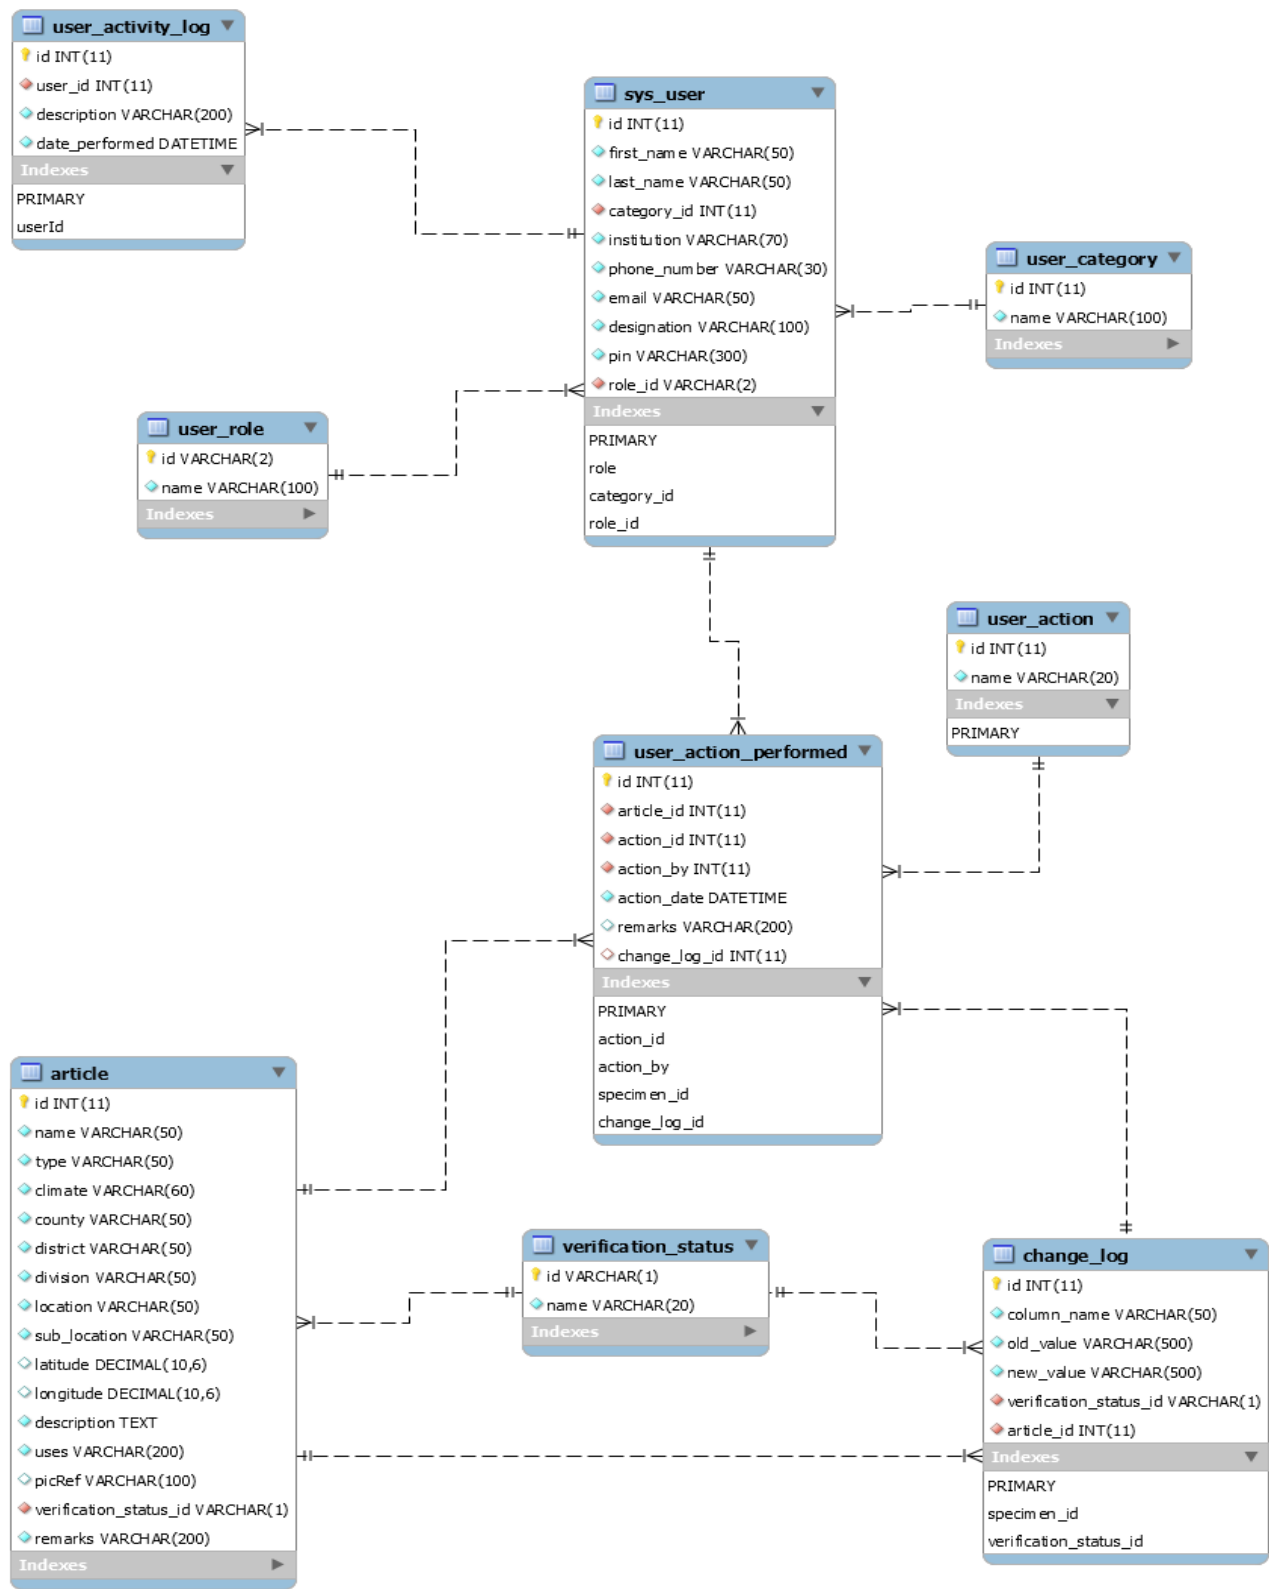 user_activity_log
id INT(11)
user_id INT(11)
description VARCHAR(200)
date_performed DATETIME
Indexes
PRIMARY
userId
sys_user
id INT(11)
first_name VARCHAR(50)
last_name VARCHAR(50)
category_id INT(11)
institution VARCHAR(70)
phone_number VARCHAR(30)
email VARCHAR(50)
designation VARCHAR(100)
pin VARCHAR(300)
role_id VARCHAR(2)
Indexes
PRIMARY
role
category_id
role_id
user_category
id INT(11)
name VARCHAR(100)
Indexes
user_role
id VARCHAR(2)
name VARCHAR(100)
Indexes
user_action
id INT(11)
name VARCHAR(20)
Indexes
PRIMARY
user_action_performed
id INT(11)
article_id INT(11)
action_id INT(11)
action_by INT(11)
action_date DATETIME
remarks VARCHAR(200)
change_log_id INT(11)
Indexes
PRIMARY
action_id
action_by
specimen_id
change_log_id
article
id INT(11)
name VARCHAR(50)
type VARCHAR(50)
climate VARCHAR(60)
county VARCHAR(50)
district VARCHAR(50)
division VARCHAR(50)
location VARCHAR(50)
sub_location VARCHAR(50)
latitude DECIMAL(10,6)
longitude DECIMAL(10,6)
description TEXT
uses VARCHAR(200)
picRef VARCHAR(100)
verification_status_id VARCHAR(1)
remarks VARCHAR(200)
Indexes
verification_status
id VARCHAR(1)
name VARCHAR(20)
Indexes
change_log
id INT(11)
column_name VARCHAR(50)
old_value VARCHAR(500)
new_value VARCHAR(500)
verification_status_id VARCHAR(1)
article_id INT(11)
Indexes
PRIMARY
specimen_id
verification_status_id